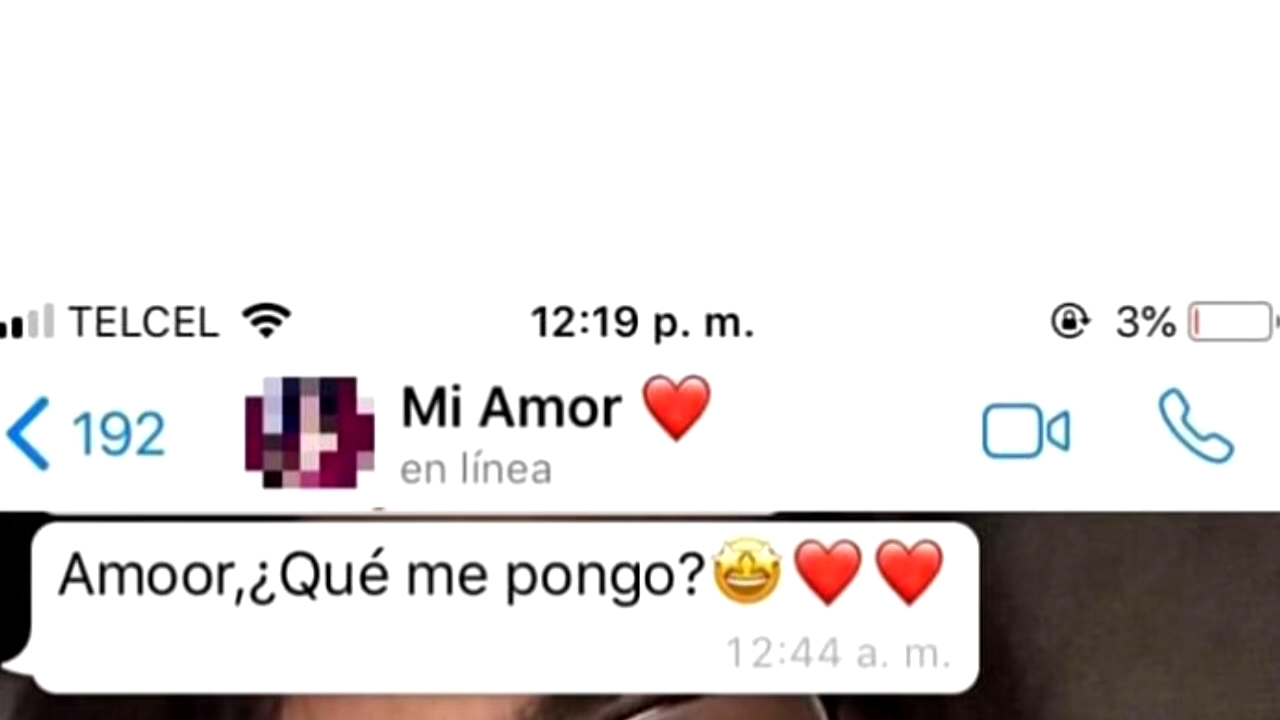 TELCEL 12:19 p. m. 3%
192 Mi Amor ❤️
en línea
Amoor,¿Qué me pongo?🤩❤️❤️
12:44 a. m.